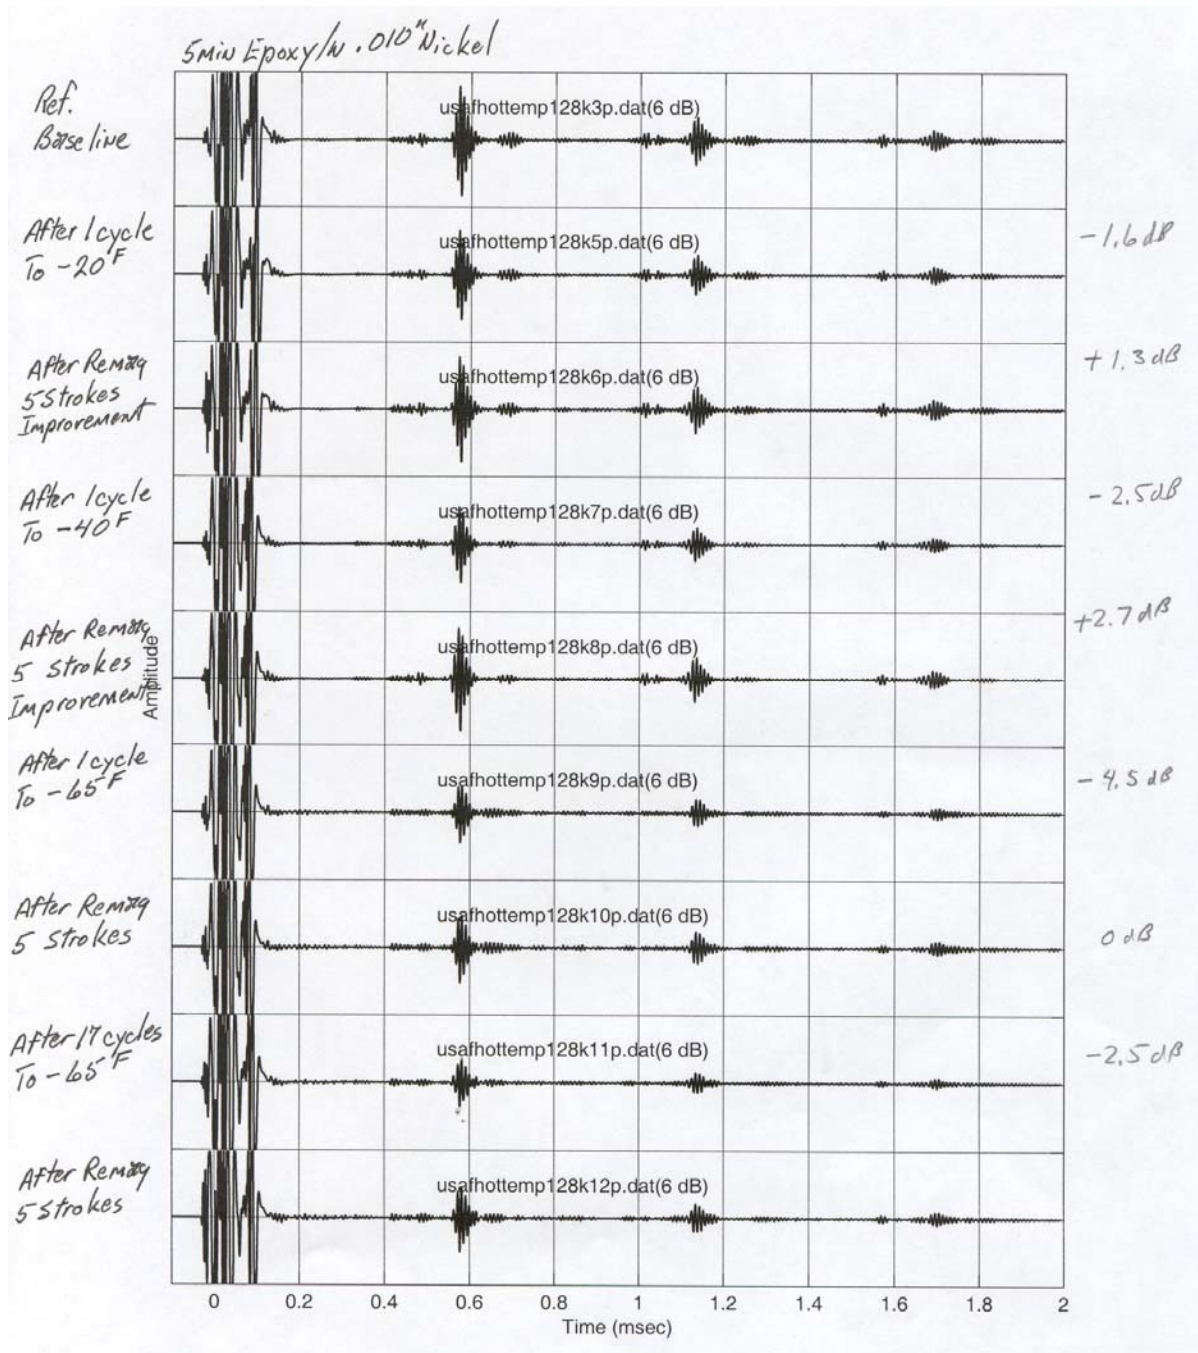 5Min Epoxy/w .010" Nickel
Ref.
Baseline
usafhottemp128k3p.dat(6 dB)
After 1 cycle
To -20 F
usafhottemp128k5p.dat(6 dB)
-1.6 dB
After Remag
5 Strokes
Improvement
usafhottemp128k6p.dat(6 dB)
+1.3 dB
After 1 cycle
To -40 F
usafhottemp128k7p.dat(6 dB)
-2.5 dB
After Remag
5 Strokes
Improvement
usafhottemp128k8p.dat(6 dB)
+2.7 dB
Amplitude
After 1 cycle
To -65 F
usafhottemp128k9p.dat(6 dB)
-4.5 dB
After Remag
5 Strokes
usafhottemp128k10p.dat(6 dB)
0 dB
After 17 cycles
To -65 F
usafhottemp128k11p.dat(6 dB)
-2.5 dB
After Remag
5 Strokes
usafhottemp128k12p.dat(6 dB)
0 0.2 0.4 0.6 0.8 1 1.2 1.4 1.6 1.8 2
Time (msec)